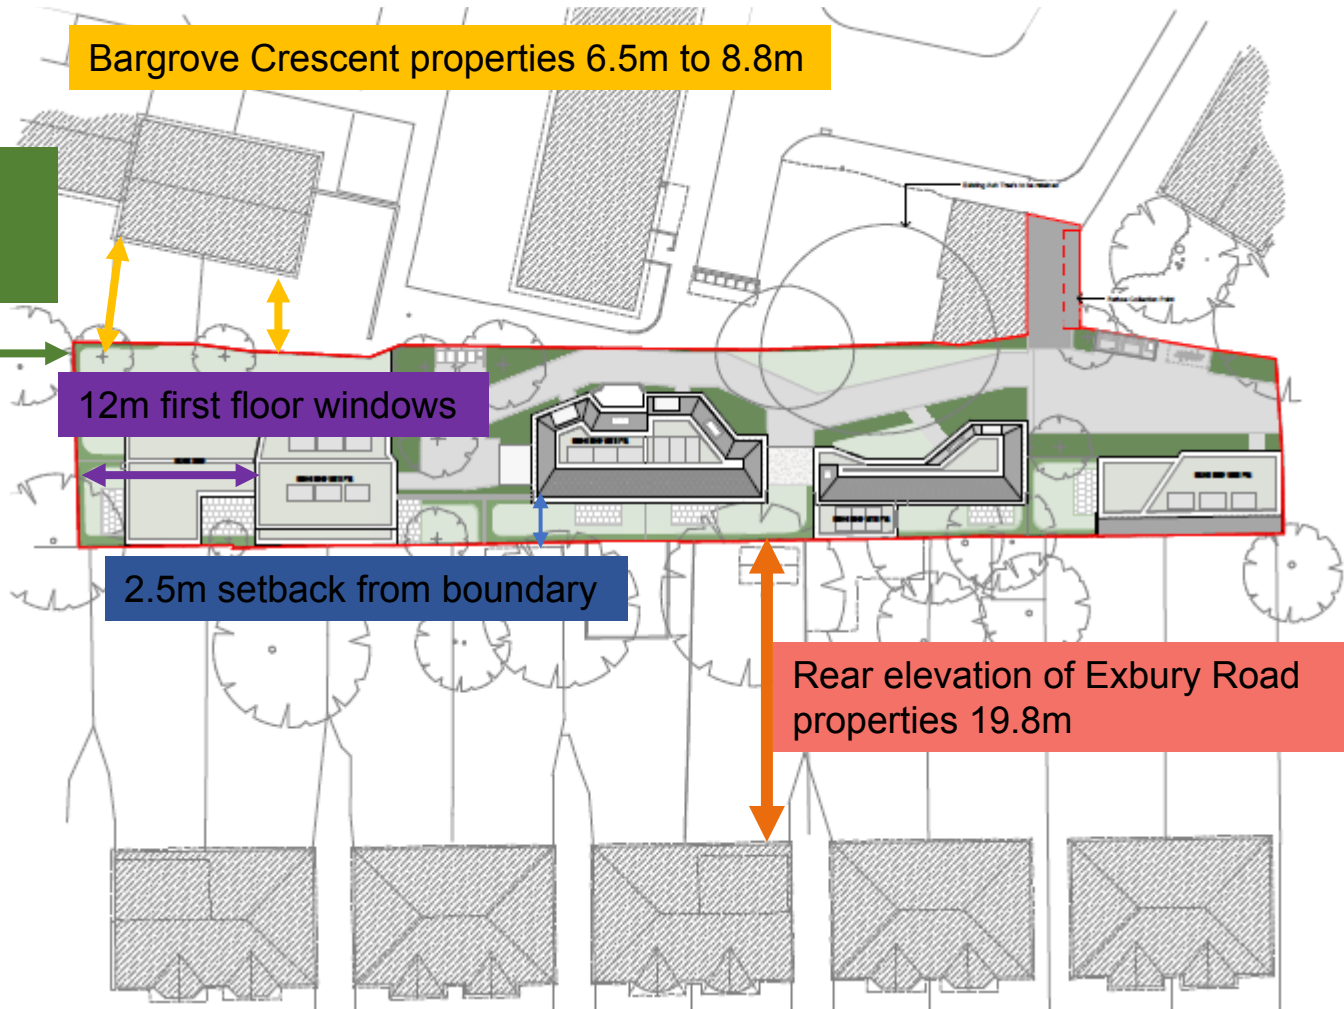 Bargrove Crescent properties 6.5m to 8.8m
12m first floor windows
2.5m setback from boundary
Rear elevation of Exbury Road
properties 19.8m